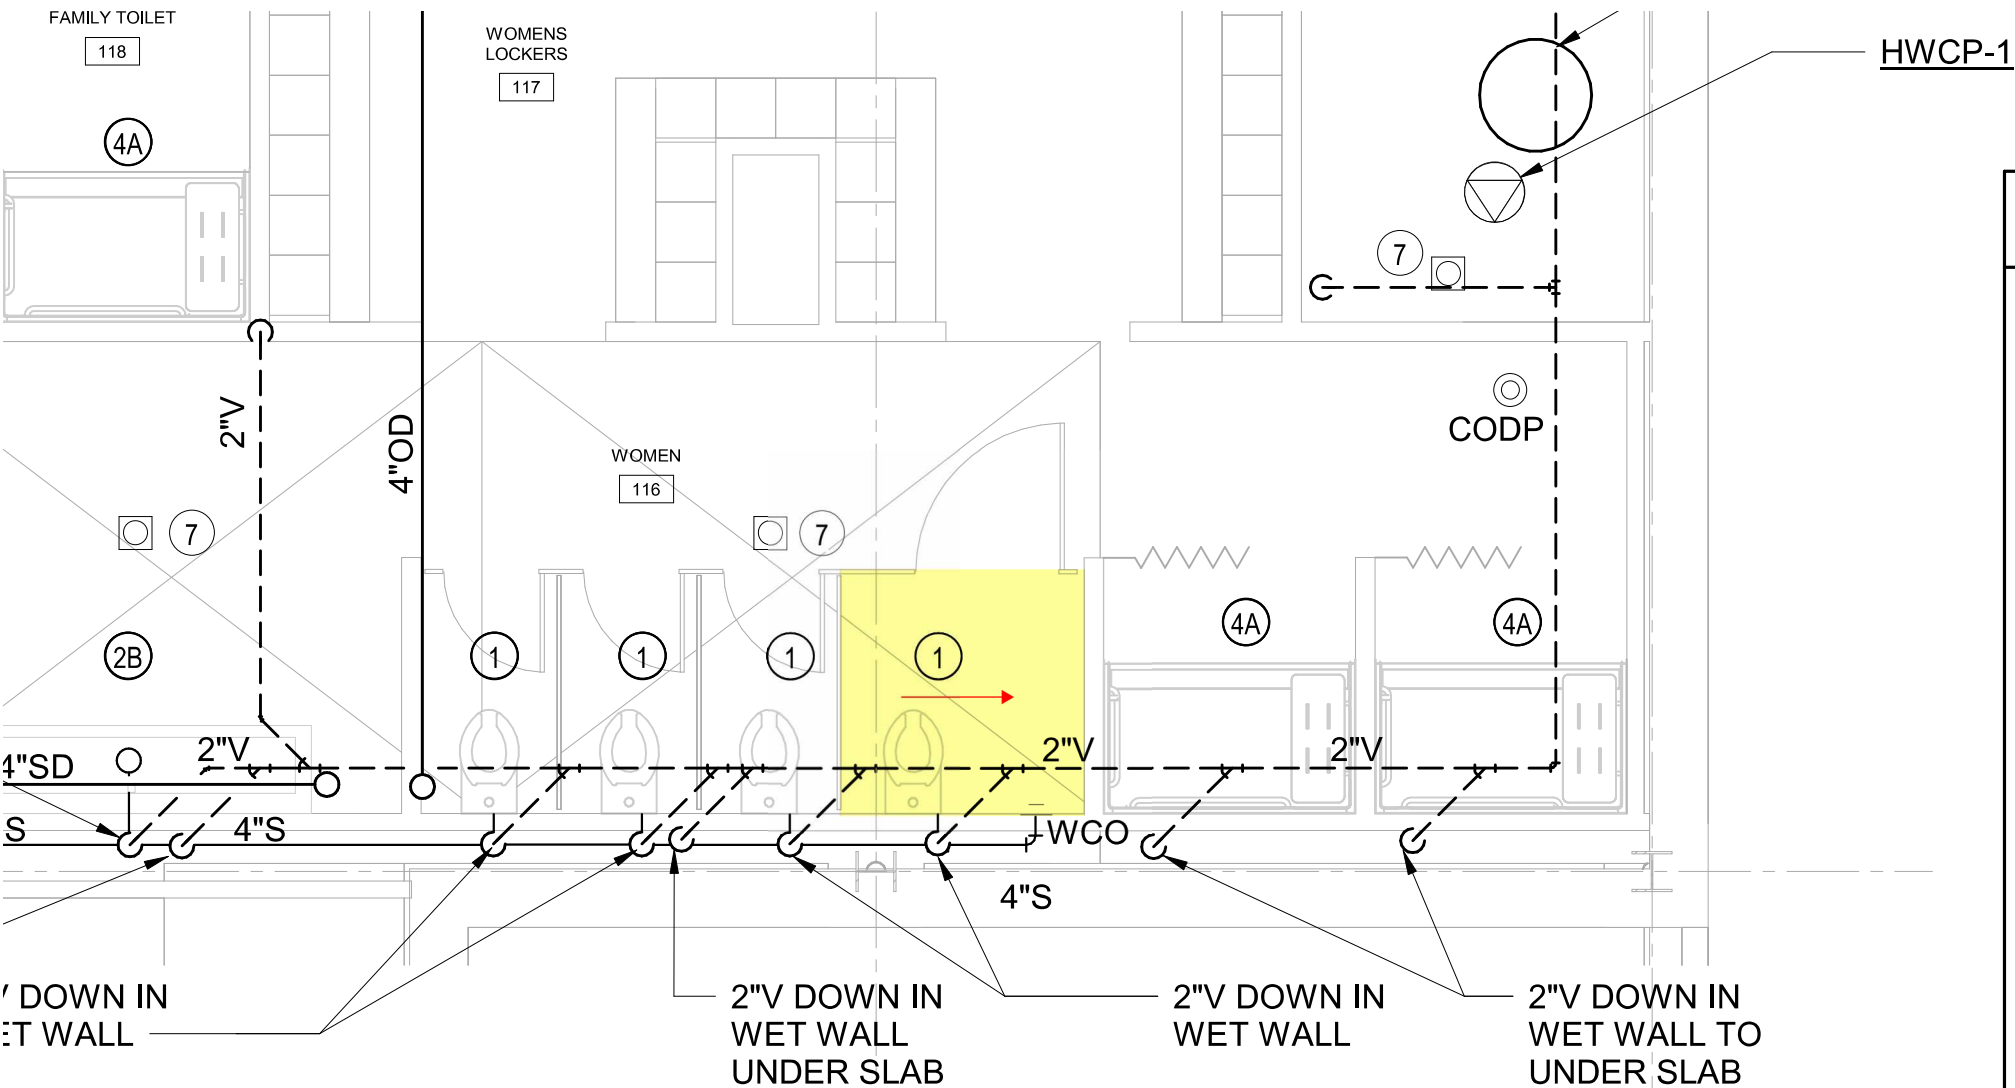 FAMILY TOILET
118
WOMENS
LOCKERS
117
HWCP-1
4A
7
2"V
4"OD
CODP
WOMEN
116
7
7
2B
1
1
1
1
4A
4A
4"SD
2"V
2"V
2"V
S
4"S
WCO
4"S
DOWN IN
WALL
2"V DOWN IN
WET WALL
UNDER SLAB
2"V DOWN IN
WET WALL
2"V DOWN IN
WET WALL TO
UNDER SLAB